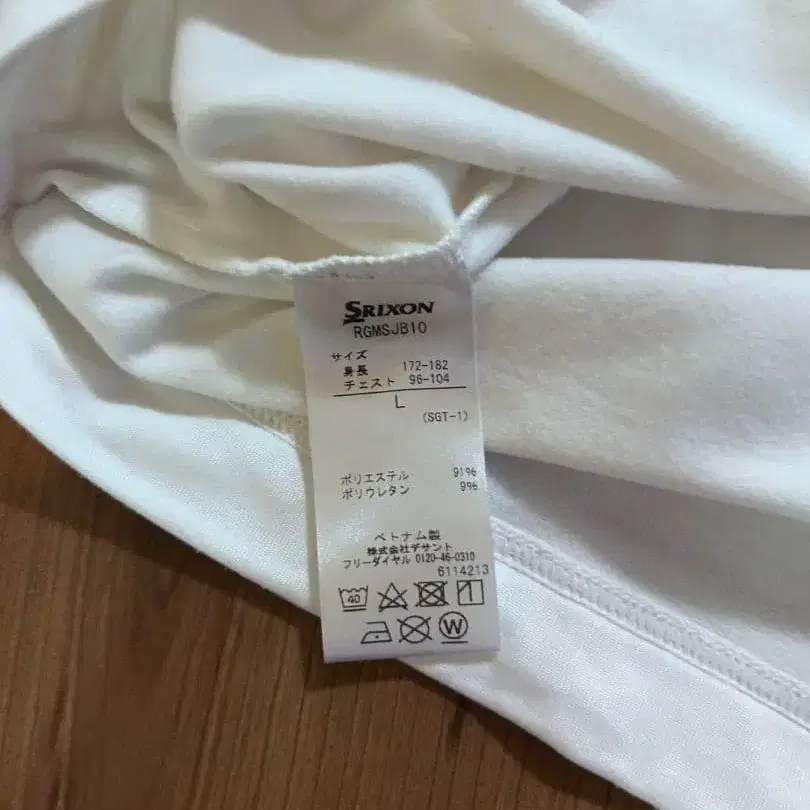 SRIXON
RGMSJB10
サイズ
身長 172-182
チェスト 96-104
L
(SGT-1)
ポリエステル 91%
ポリウレタン 9%
ベトナム製
株式会社デサント
フリーダイヤル 0120-46-0310
6114213
40
W